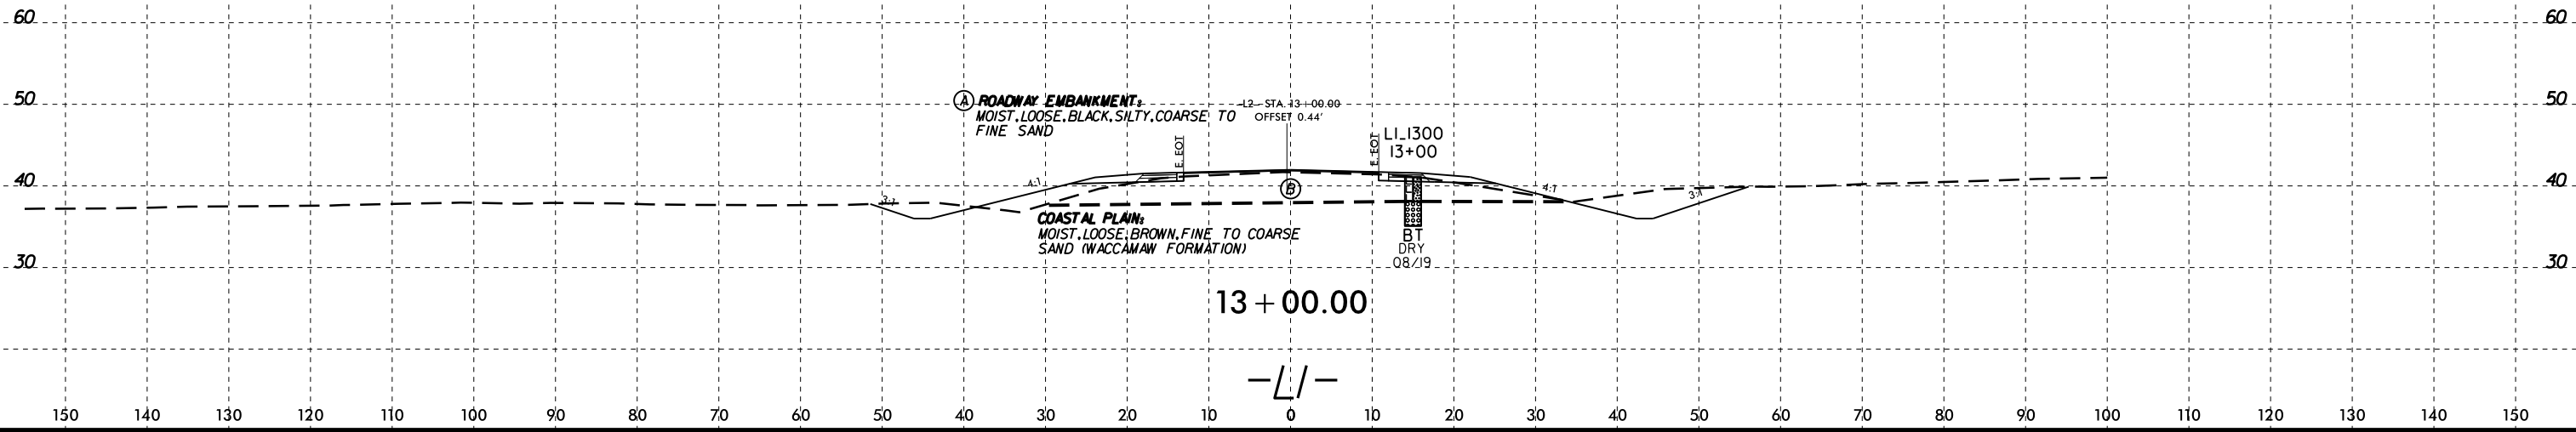 60 60
50 50
40 40
30 30
A ROADWAY EMBANKMENT:
MOIST, LOOSE, BLACK, SILTY, COARSE TO
FINE SAND
-L2- STA. 13+00.00
OFFSET 0.44'
E. EOT
E. EOT
L1_1300
13+00
3:1
4:1
B
4:1
3:1
COASTAL PLAIN:
MOIST, LOOSE, BROWN, FINE TO COARSE
SAND (WACCAMAW FORMATION)
BT
DRY
08/19
13+00.00
-L1-
150 140 130 120 110 100 90 80 70 60 50 40 30 20 10 0 10 20 30 40 50 60 70 80 90 100 110 120 130 140 150